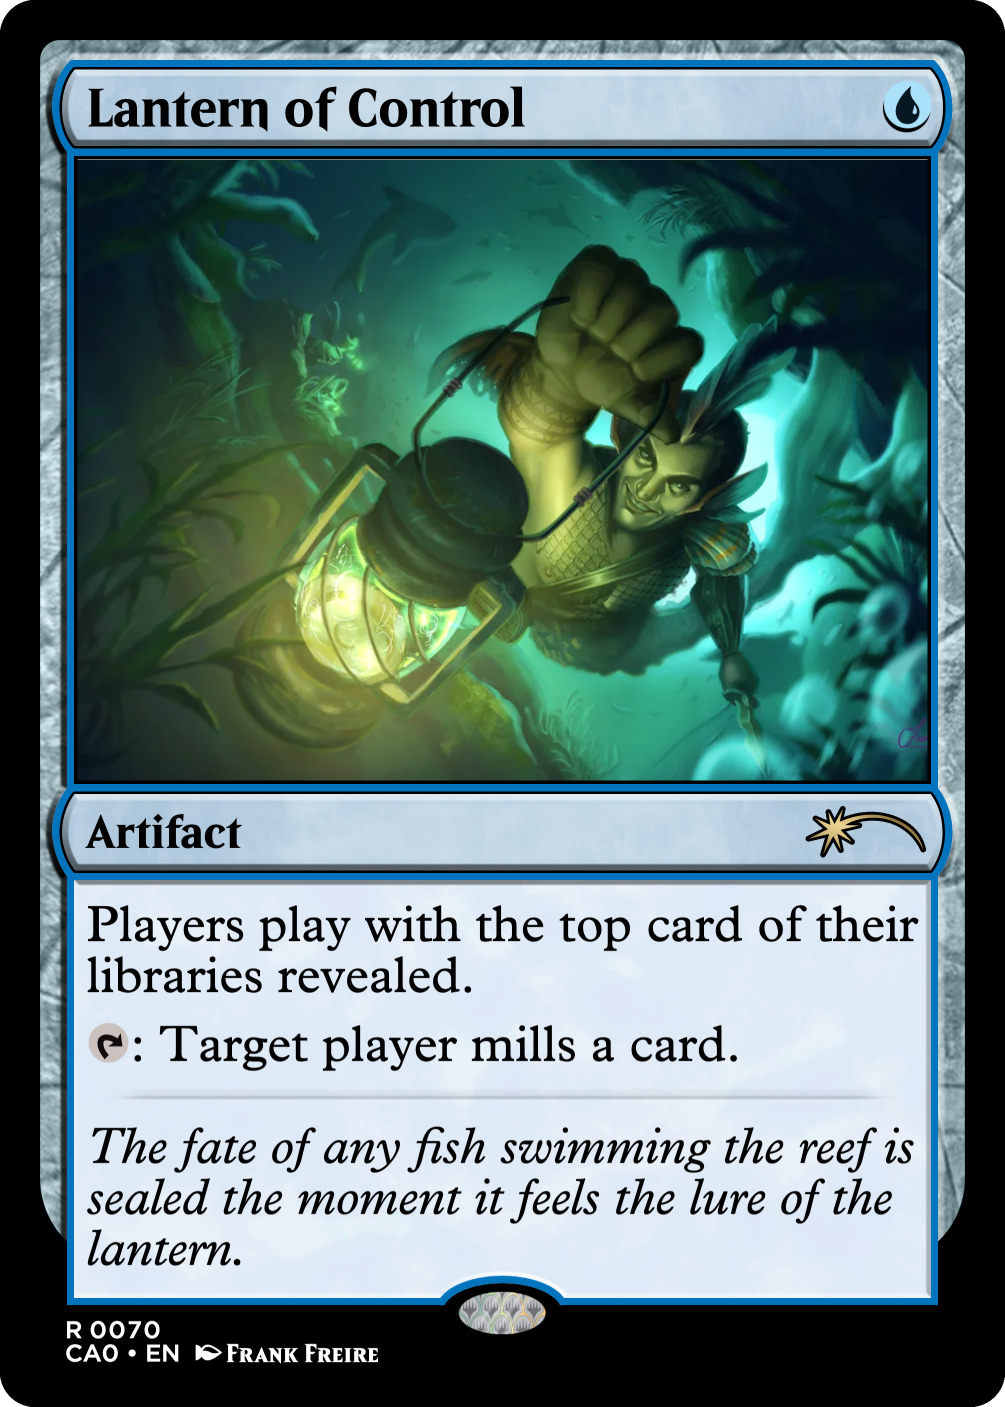 Lantern of Control
Artifact
Players play with the top card of their
libraries revealed.
: Target player mills a card.
The fate of any fish swimming the reef is
sealed the moment it feels the lure of the
lantern.
R 0070
CAO • EN FRANK FREIRE